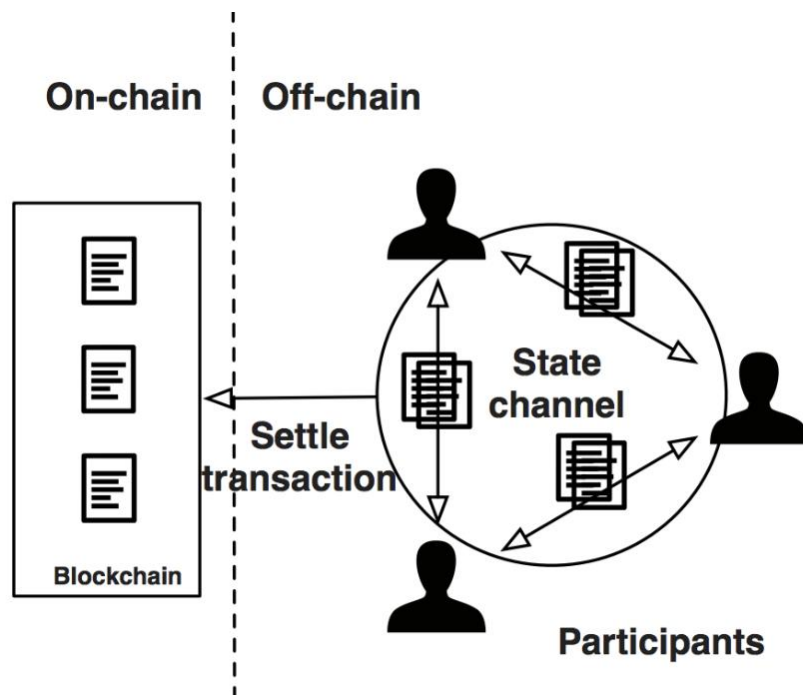 On-chain
Off-chain
State
channel
Settle
transaction
Blockchain
Participants